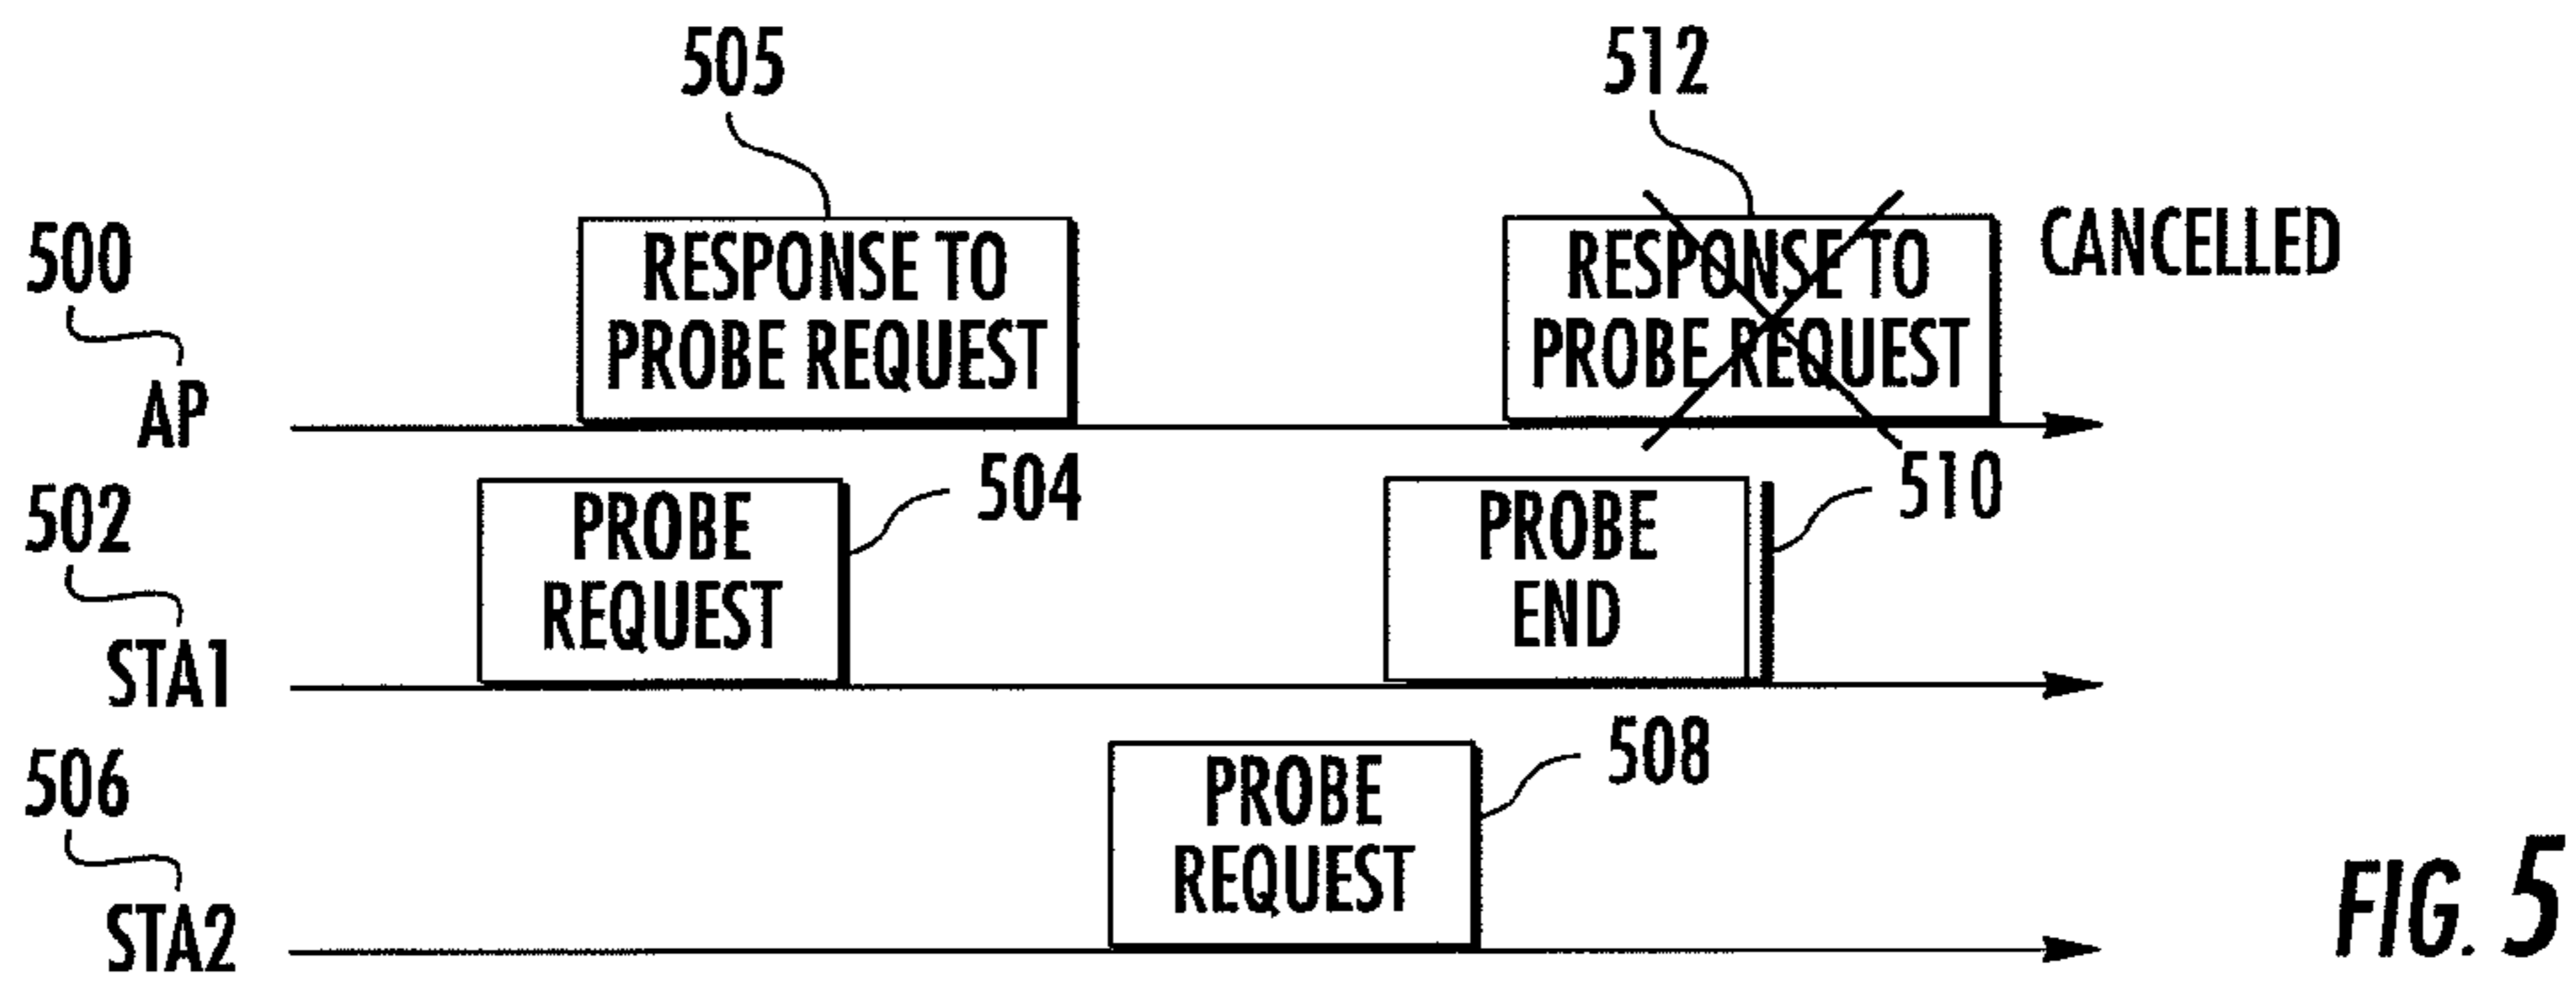 505
512
500
RESPONSE TO
PROBE REQUEST
RESPONSE TO
PROBE REQUEST
CANCELLED
AP
502
PROBE
REQUEST
504
PROBE
END
510
STA1
506
PROBE
REQUEST
508
STA2
FIG. 5